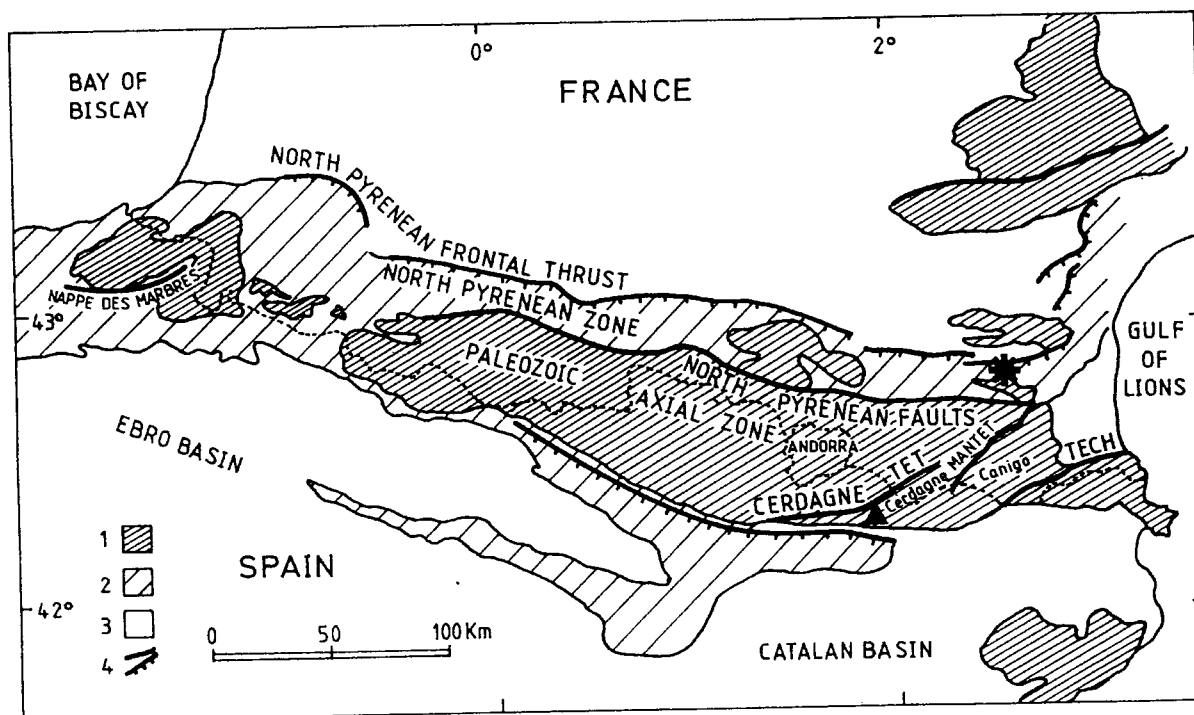 0°
2°
BAY OF
BISCAY
FRANCE
NORTH PYRENEAN FRONTAL THRUST
NORTH PYRENEAN ZONE
NAPPE DES MARBRES
43°
GULF
OF
LIONS
PALEOZOIC
AXIAL ZONE
NORTH PYRENEAN FAULTS
ANDORRA
EBRO BASIN
CERDAGNE TET
Cerdagne MANTET
Canigo
TECH
1
2
3
4
SPAIN
42°
0 50 100Km
CATALAN BASIN